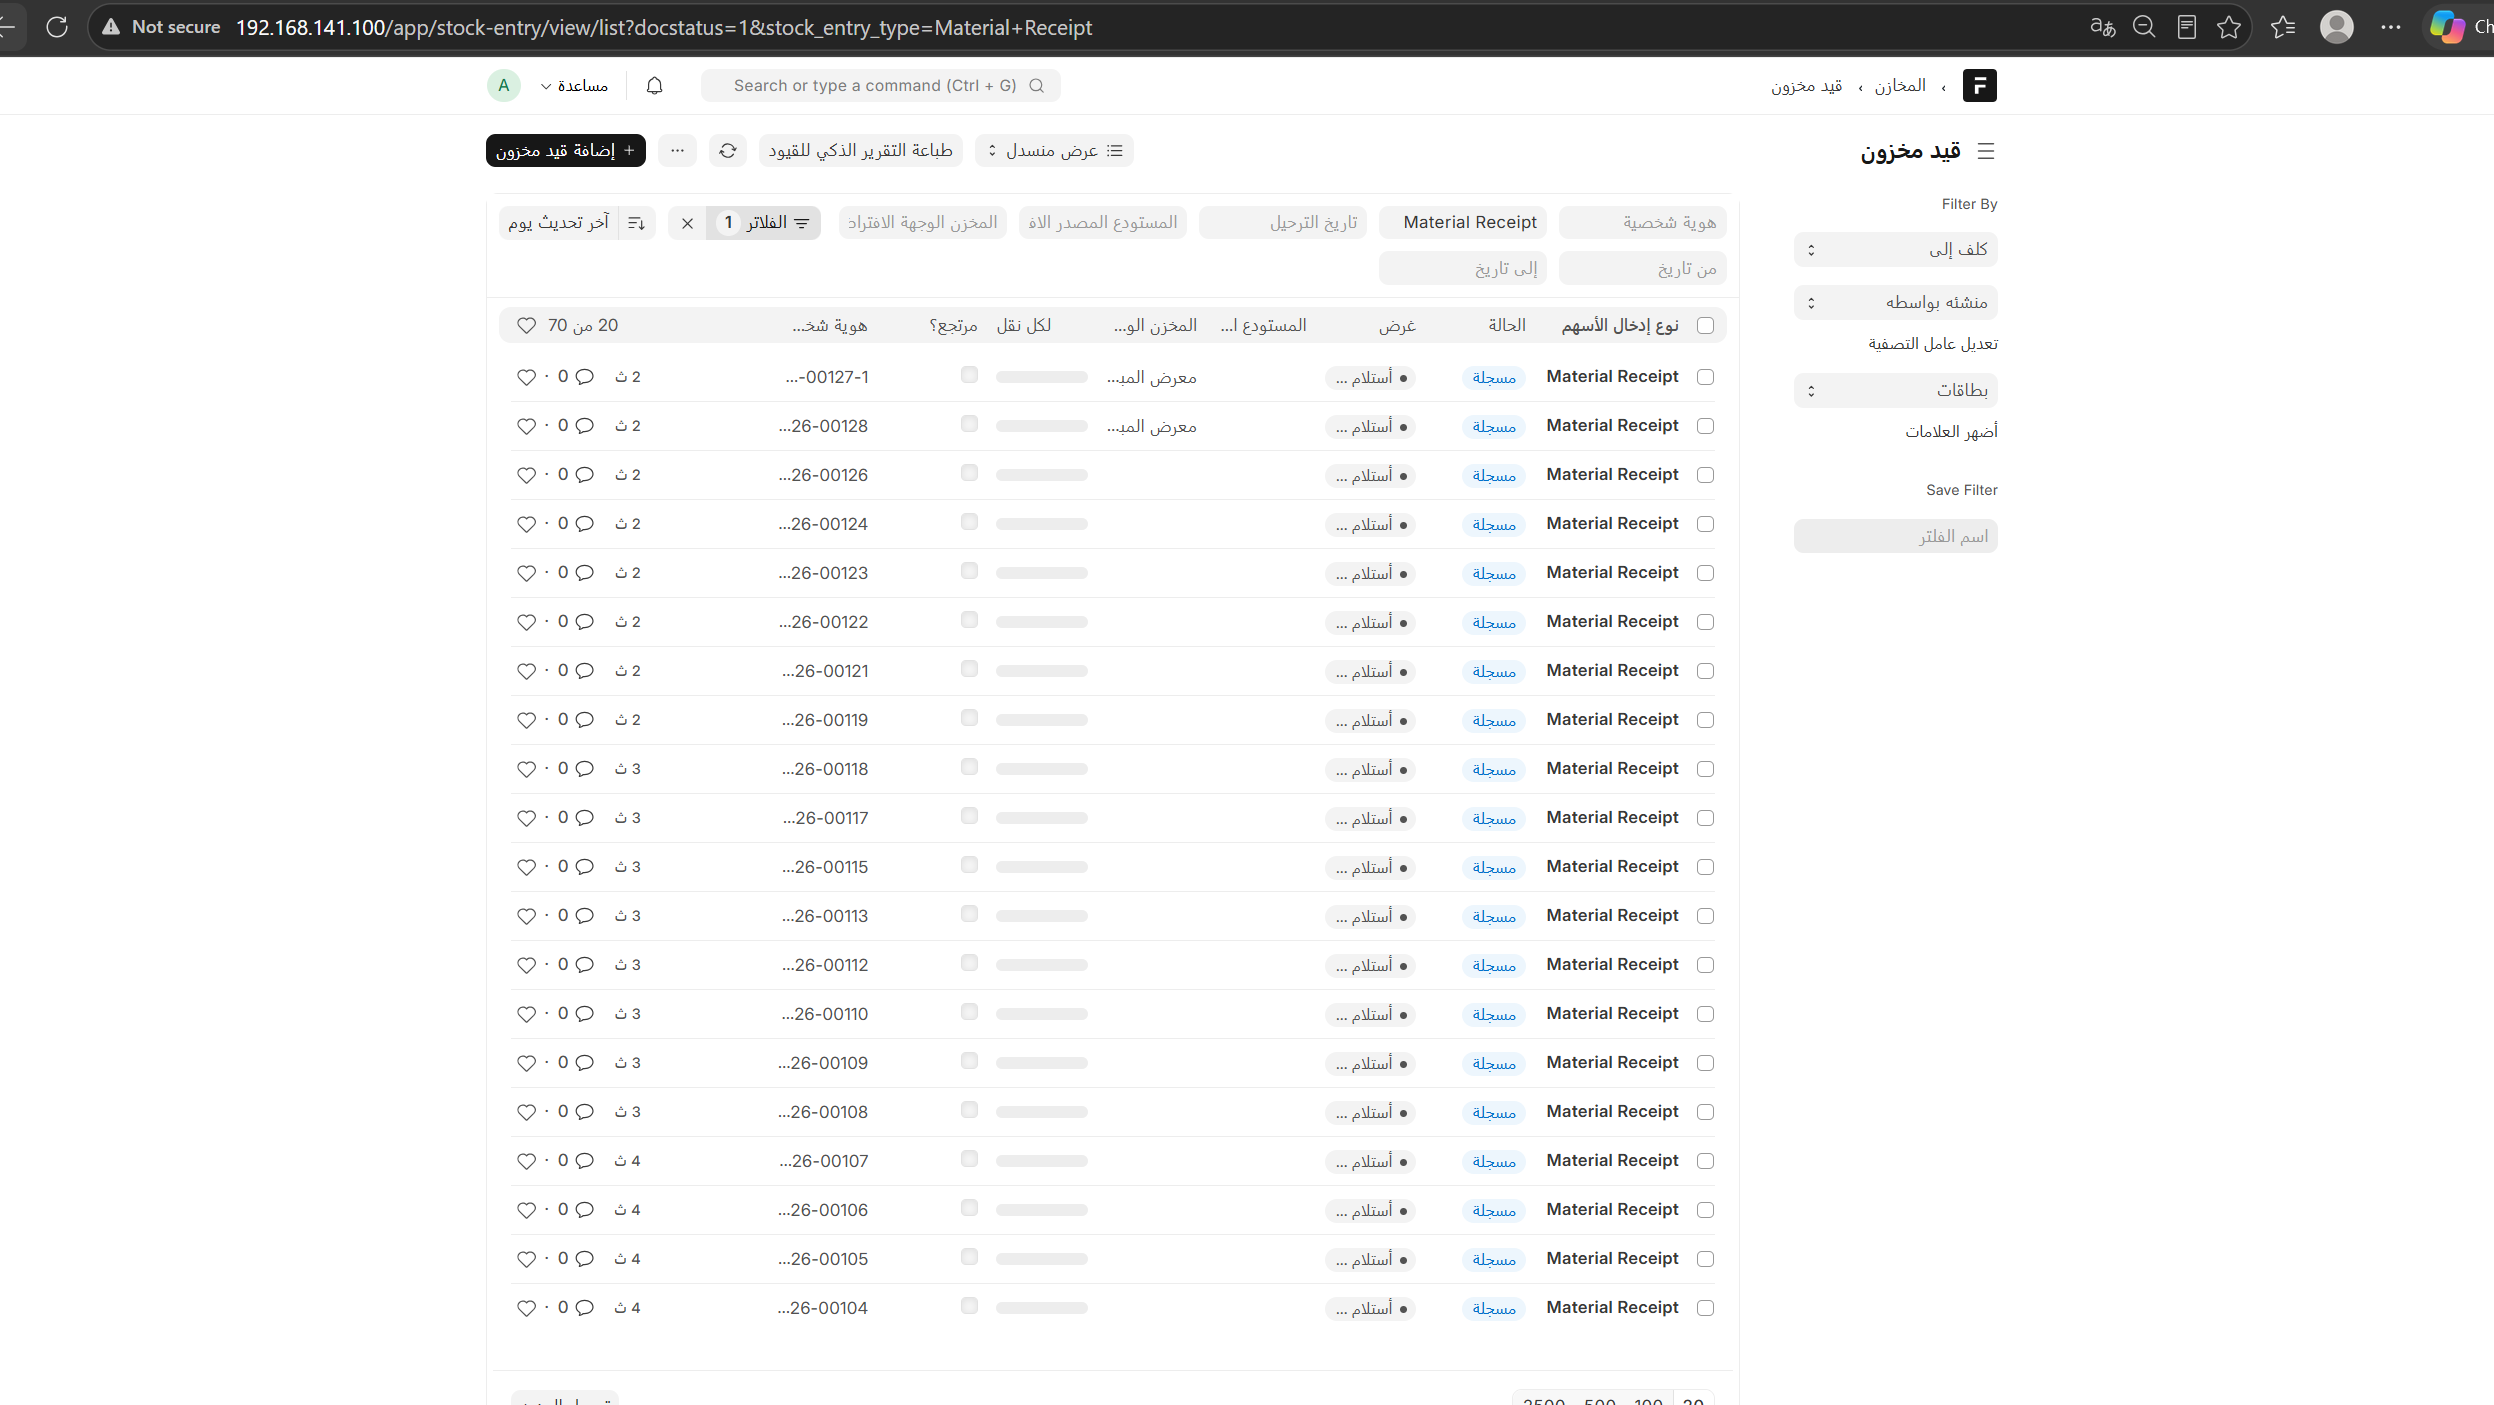 Not secure 192.168.141.100/app/stock-entry/view/list?docstatus=1&stock_entry_type=Material+Receipt
المخازن › قيد مخزون ›
Search or type a command (Ctrl + G)
مساعدة
A
قيد مخزون
عرض منسدل
طباعة التقرير الذكي للقيود
...
+ إضافة قيد مخزون
Filter By
كلف إلى
منشئه بواسطه
تعديل عامل التصفية
بطاقات
أضهر العلامات
Save Filter
اسم الفلتر
هوية شخصية
Material Receipt
تاريخ الترحيل
المستودع المصدر الاف
المخزن الوجهة الافتراد
الفلاتر 1
آخر تحديث يوم
من تاريخ
إلى تاريخ
نوع إدخال الأسهم الحالة غرض المستودع ا... المخزن الو... لكل نقل مرتجع؟ هوية شخـ... 20 من 70
Material Receipt مسجلة أستلام ... معرض المبـ... 00127-1-... 2 ث 0
Material Receipt مسجلة أستلام ... معرض المبـ... 26-00128... 2 ث 0
Material Receipt مسجلة أستلام ... 26-00126... 2 ث 0
Material Receipt مسجلة أستلام ... 26-00124... 2 ث 0
Material Receipt مسجلة أستلام ... 26-00123... 2 ث 0
Material Receipt مسجلة أستلام ... 26-00122... 2 ث 0
Material Receipt مسجلة أستلام ... 26-00121... 2 ث 0
Material Receipt مسجلة أستلام ... 26-00119... 2 ث 0
Material Receipt مسجلة أستلام ... 26-00118... 3 ث 0
Material Receipt مسجلة أستلام ... 26-00117... 3 ث 0
Material Receipt مسجلة أستلام ... 26-00115... 3 ث 0
Material Receipt مسجلة أستلام ... 26-00113... 3 ث 0
Material Receipt مسجلة أستلام ... 26-00112... 3 ث 0
Material Receipt مسجلة أستلام ... 26-00110... 3 ث 0
Material Receipt مسجلة أستلام ... 26-00109... 3 ث 0
Material Receipt مسجلة أستلام ... 26-00108... 3 ث 0
Material Receipt مسجلة أستلام ... 26-00107... 4 ث 0
Material Receipt مسجلة أستلام ... 26-00106... 4 ث 0
Material Receipt مسجلة أستلام ... 26-00105... 4 ث 0
Material Receipt مسجلة أستلام ... 26-00104... 4 ث 0
20 100 500 2500